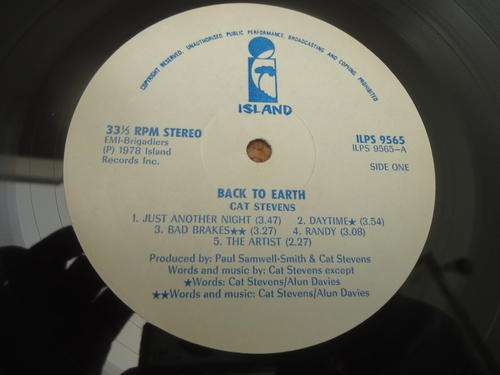 COPYRIGHT RESERVED. UNAUTHORISED, PUBLIC PERFORMANCE, BROADCASTING AND COPYING PROHIBITED
ISLAND
33⅓ RPM STEREO
EMI-Brigadiers
(P) 1978 Island
Records Inc.
ILPS 9565
ILPS 9565-A
SIDE ONE
BACK TO EARTH
CAT STEVENS
1. JUST ANOTHER NIGHT (3.47) 2. DAYTIME★ (3.54)
3. BAD BRAKES★★ (3.27) 4. RANDY (3.08)
5. THE ARTIST (2.27)
Produced by: Paul Samwell-Smith & Cat Stevens
Words and music by: Cat Stevens except
★Words: Cat Stevens/Alun Davies
★★Words and music: Cat Stevens/Alun Davies